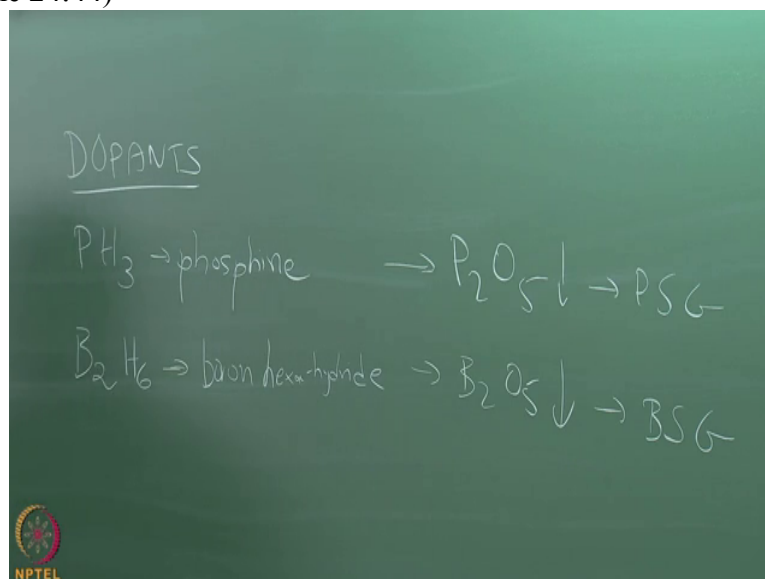 DOPANTS
PH₃ → phosphine → P₂O₅ ↓ → PSG
B₂H₆ → boron hexa-hydride → B₂O₅ ↓ → BSG
NPTEL